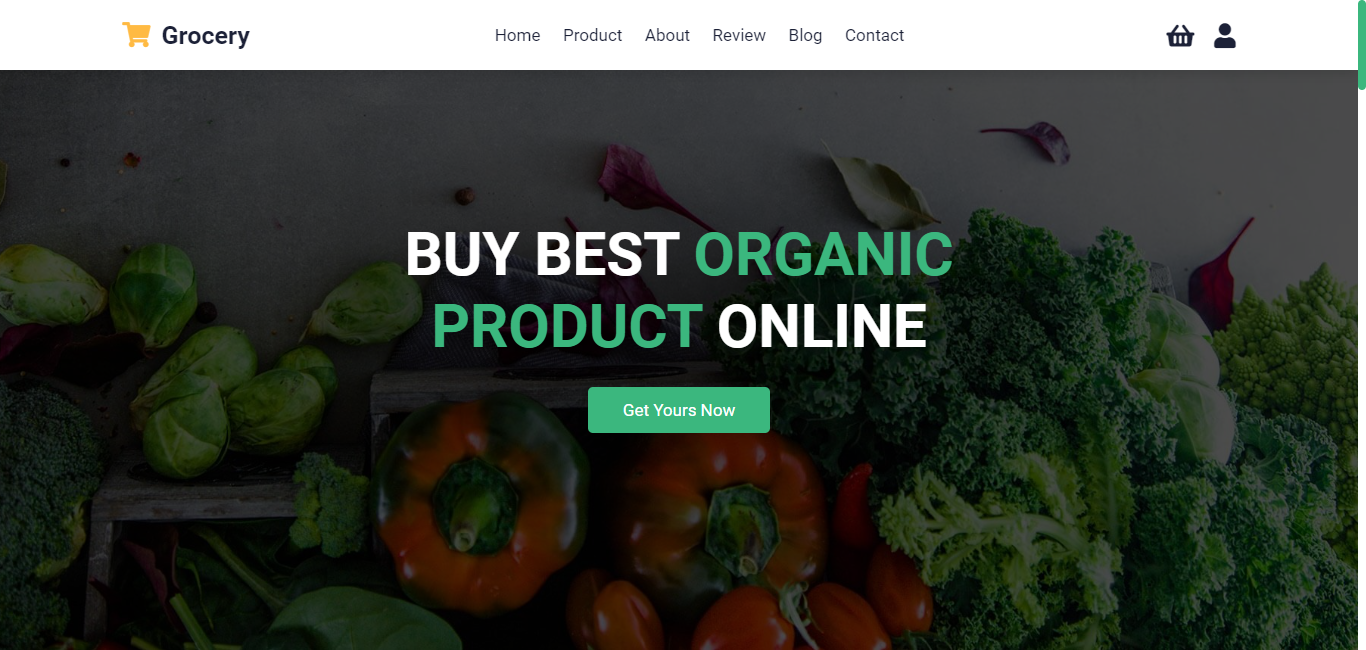 Grocery
Home Product About Review Blog Contact
BUY BEST ORGANIC
PRODUCT ONLINE
Get Yours Now